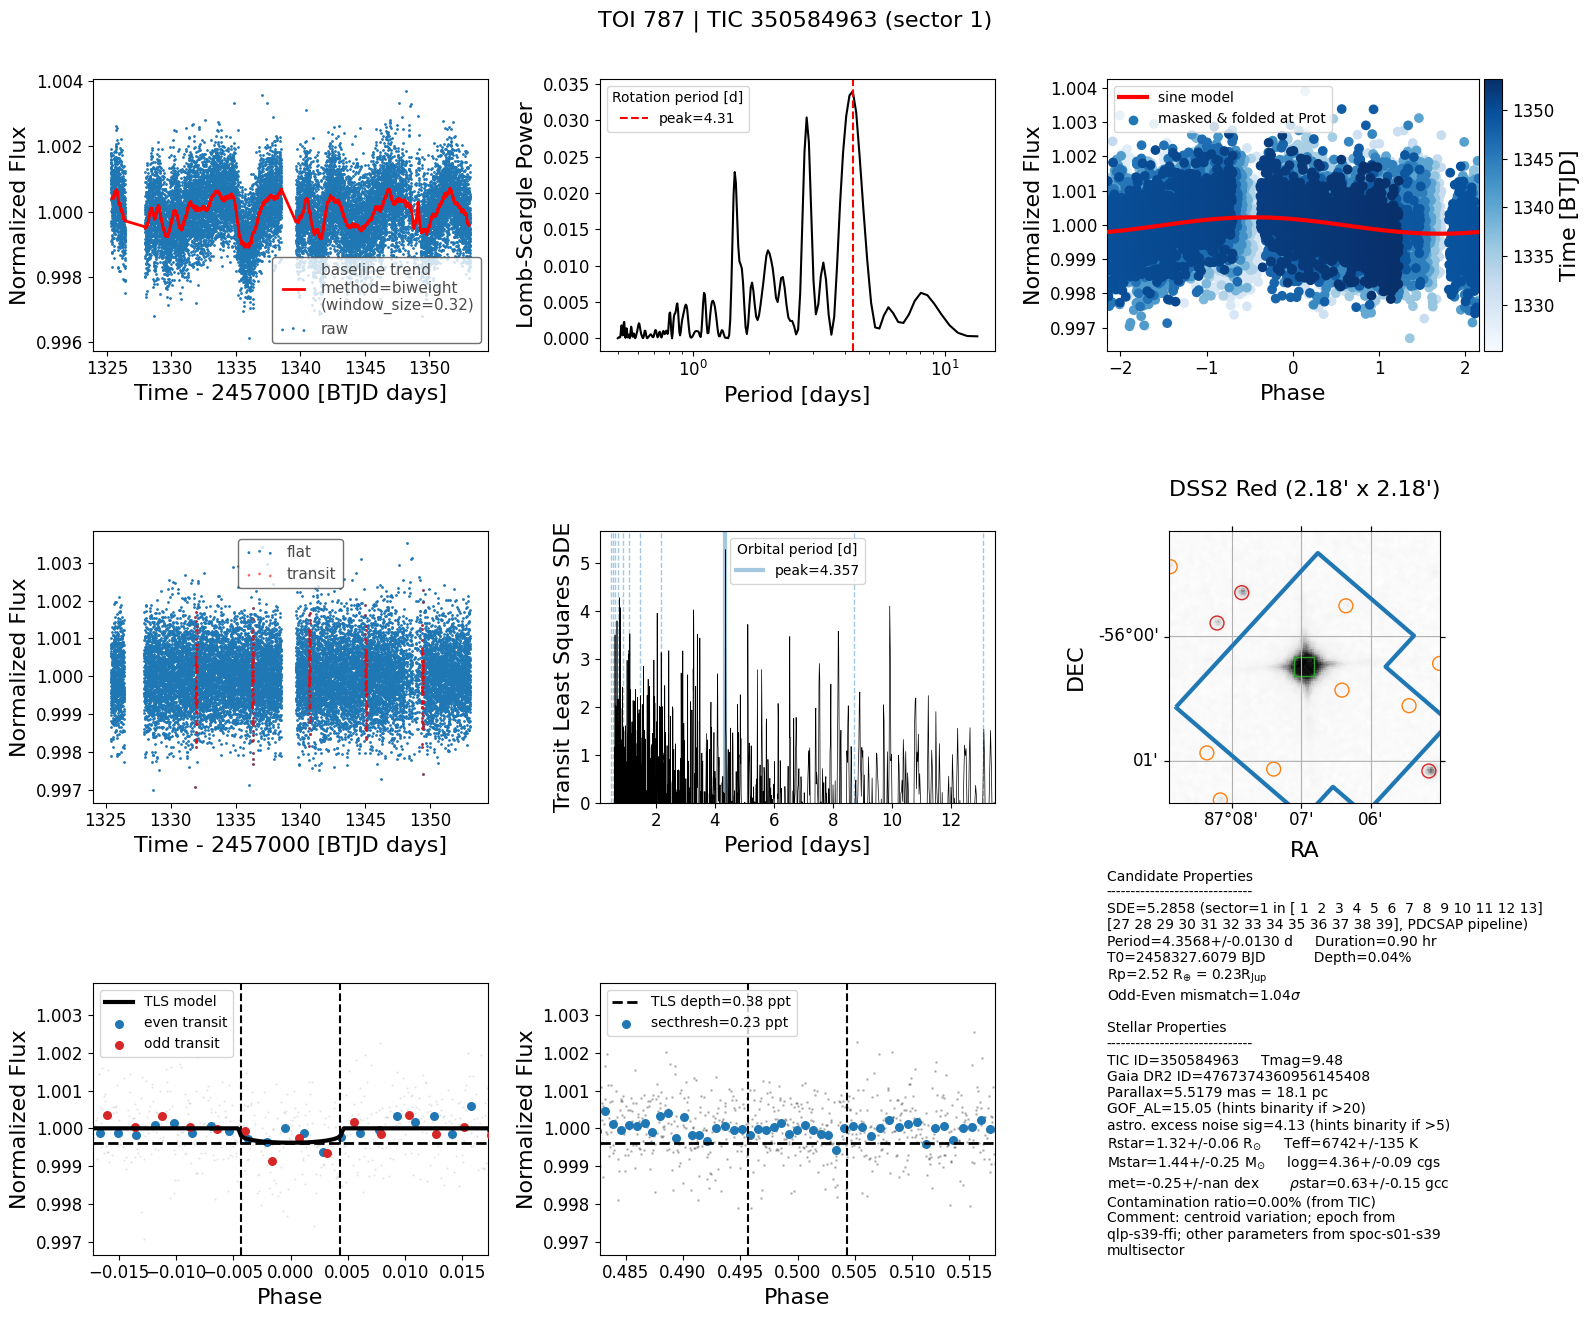 TOI 787 | TIC 350584963 (sector 1)
Normalized Flux
1.004
1.002
1.000
0.998
0.996
baseline trend
method=biweight
(window_size=0.32)
raw
1325 1330 1335 1340 1345 1350
Time - 2457000 [BTJD days]
Lomb-Scargle Power
0.035
0.030
0.025
0.020
0.015
0.010
0.005
0.000
Rotation period [d]
peak=4.31
10⁰ 10¹
Period [days]
Normalized Flux
1.004
1.003
1.002
1.001
1.000
0.999
0.998
0.997
sine model
masked & folded at Prot
−2 −1 0 1 2
Phase
1350
1345
1340
1335
1330
Time [BTJD]
Normalized Flux
1.003
1.002
1.001
1.000
0.999
0.998
0.997
flat
transit
1325 1330 1335 1340 1345 1350
Time - 2457000 [BTJD days]
Transit Least Squares SDE
5
4
3
2
1
0
Orbital period [d]
peak=4.357
2 4 6 8 10 12
Period [days]
DSS2 Red (2.18' x 2.18')
DEC
-56°00'
01'
87°08' 07' 06'
RA
Normalized Flux
1.003
1.002
1.001
1.000
0.999
0.998
0.997
TLS model
even transit
odd transit
−0.015 −0.010 −0.005 0.000 0.005 0.010 0.015
Phase
Normalized Flux
1.003
1.002
1.001
1.000
0.999
0.998
0.997
TLS depth=0.38 ppt
secthresh=0.23 ppt
0.485 0.490 0.495 0.500 0.505 0.510 0.515
Phase
Candidate Properties
------------------------------
SDE=5.2858 (sector=1 in [ 1 2 3 4 5 6 7 8 9 10 11 12 13]
[27 28 29 30 31 32 33 34 35 36 37 38 39], PDCSAP pipeline)
Period=4.3568+/-0.0130 d Duration=0.90 hr
T0=2458327.6079 BJD Depth=0.04%
Rp=2.52 R⊕ = 0.23RJup
Odd-Even mismatch=1.04σ
Stellar Properties
------------------------------
TIC ID=350584963 Tmag=9.48
Gaia DR2 ID=4767374360956145408
Parallax=5.5179 mas = 18.1 pc
GOF_AL=15.05 (hints binarity if >20)
astro. excess noise sig=4.13 (hints binarity if >5)
Rstar=1.32+/-0.06 R⊙ Teff=6742+/-135 K
Mstar=1.44+/-0.25 M⊙ logg=4.36+/-0.09 cgs
met=-0.25+/-nan dex ρstar=0.63+/-0.15 gcc
Contamination ratio=0.00% (from TIC)
Comment: centroid variation; epoch from
qlp-s39-ffi; other parameters from spoc-s01-s39
multisector